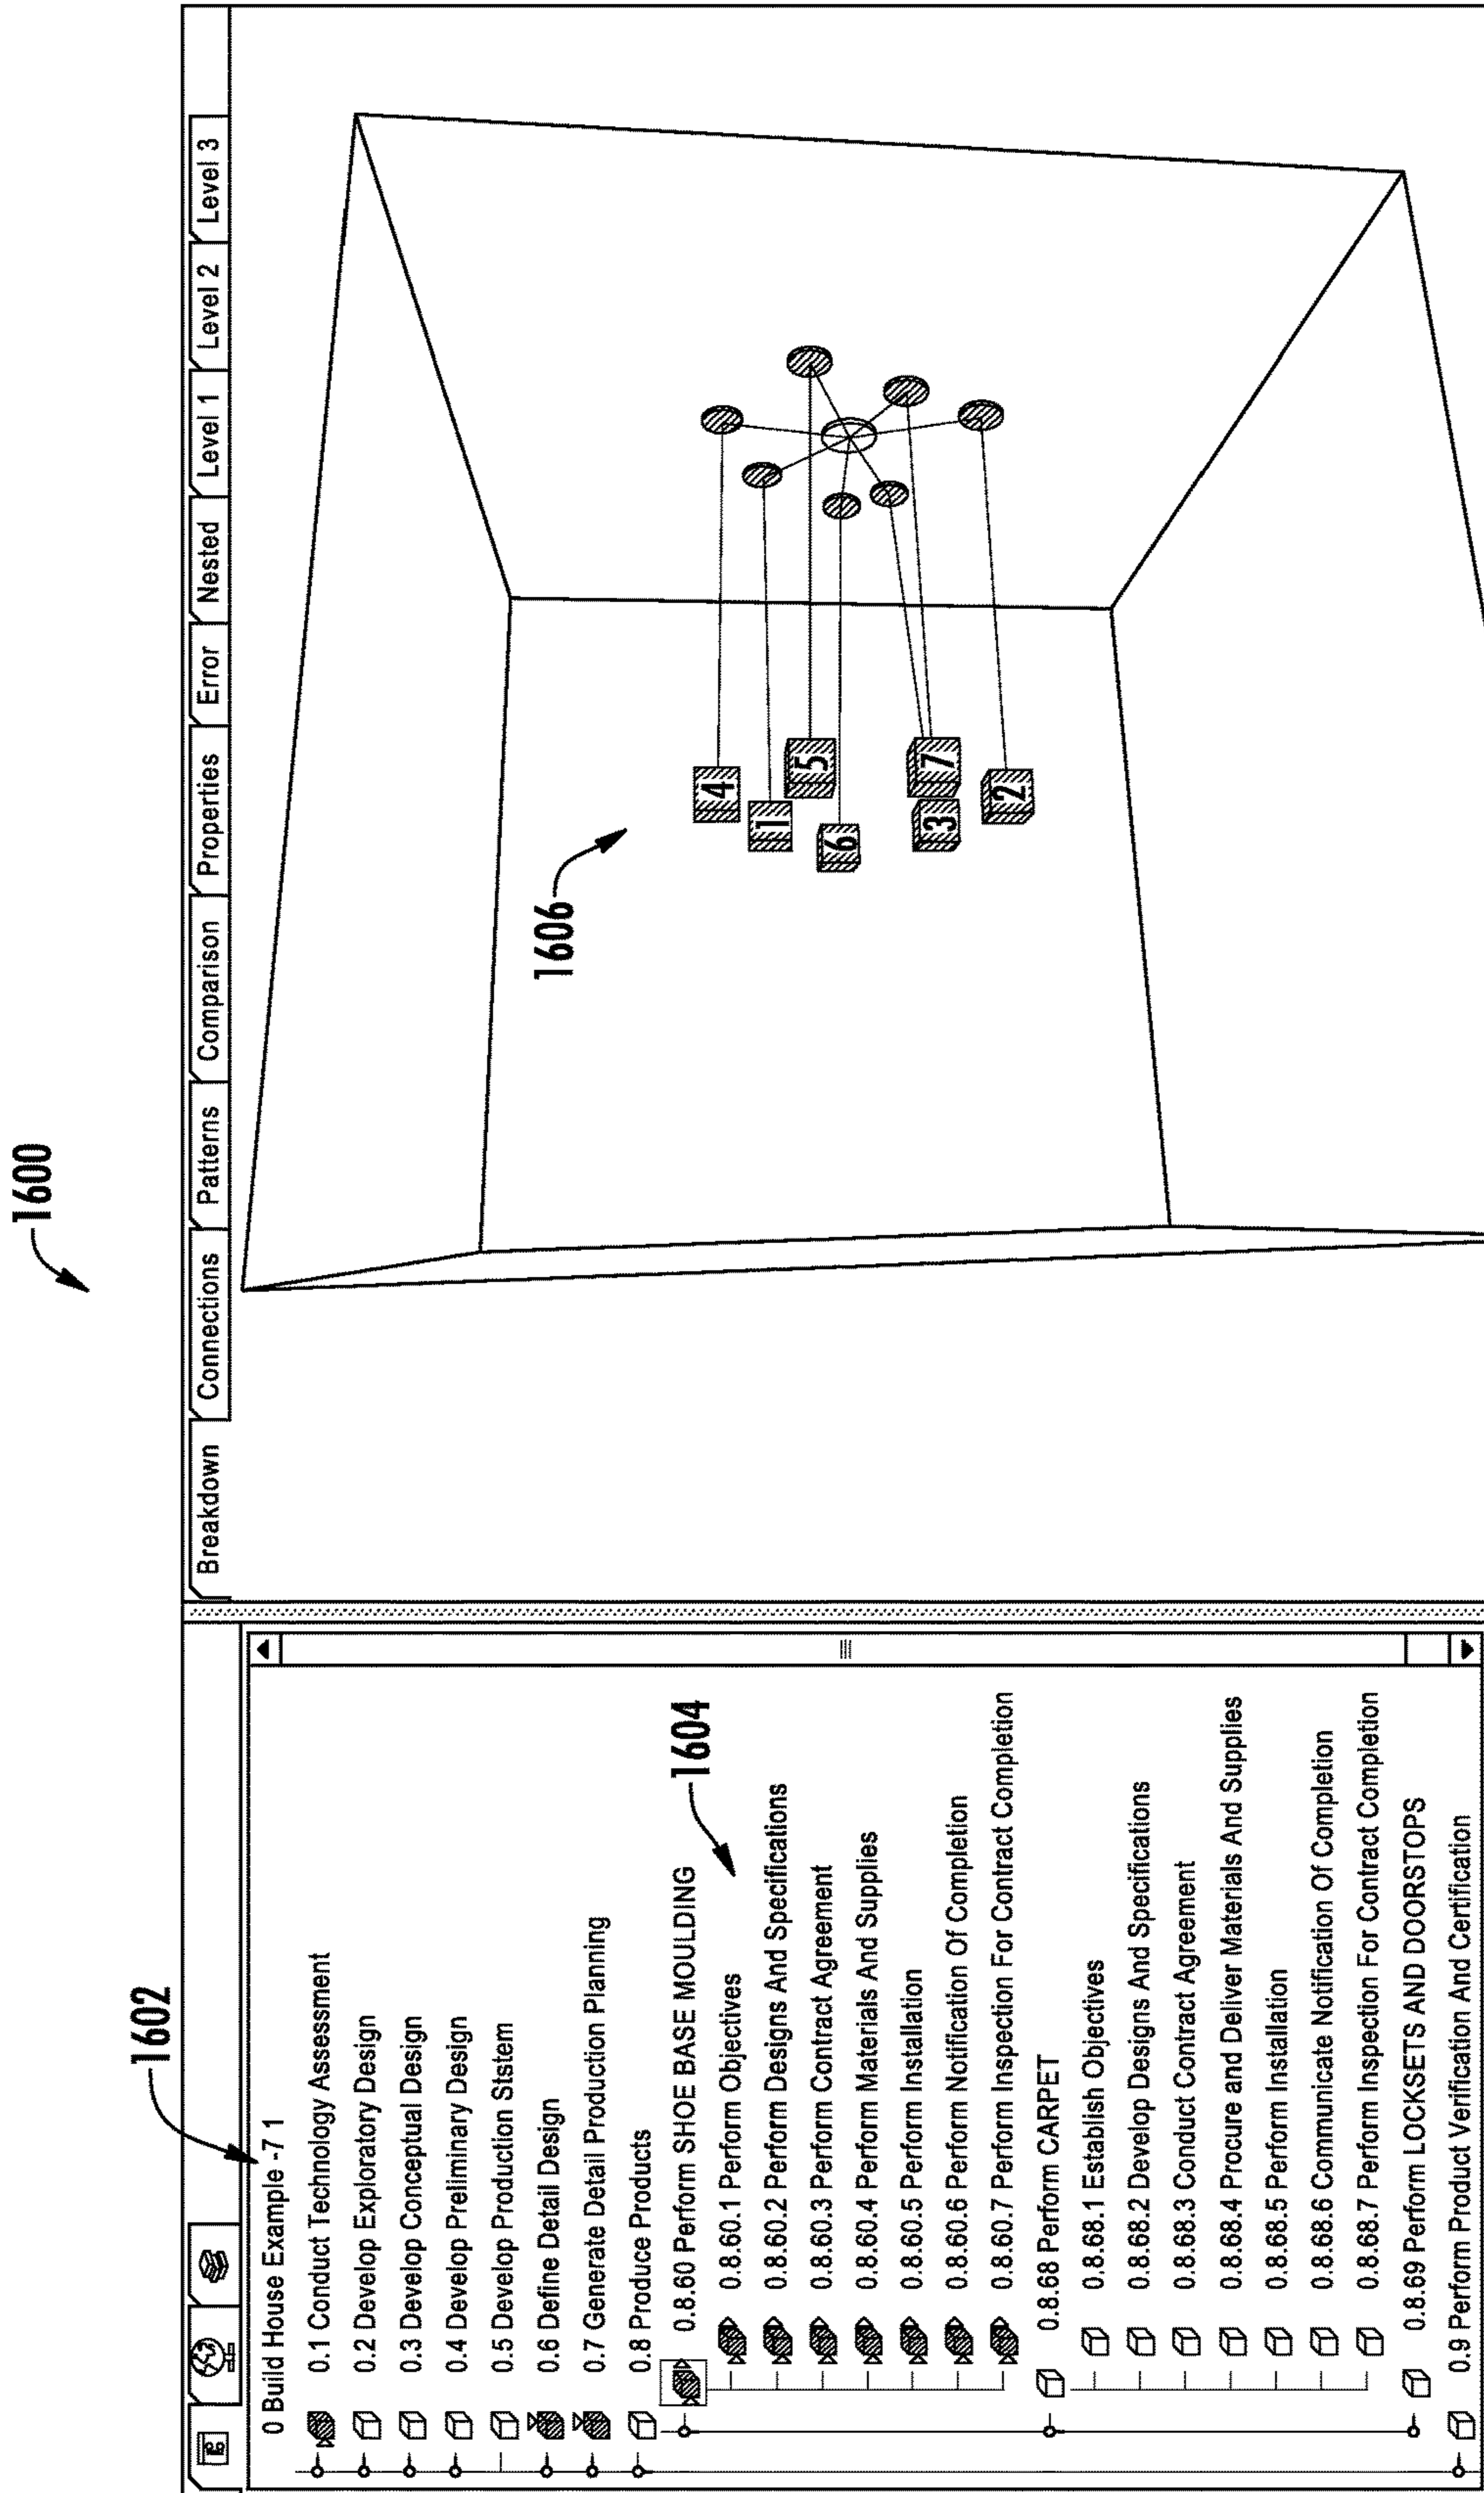 1600
Breakdown Connections Patterns Comparison Properties Error Nested Level 1 Level 2 Level 3
1602
0 Build House Example -7 1
0.1 Conduct Technology Assessment
0.2 Develop Exploratory Design
0.3 Develop Conceptual Design
0.4 Develop Preliminary Design
0.5 Develop Production Ststem
0.6 Define Detail Design
0.7 Generate Detail Production Planning
0.8 Produce Products
0.8.60 Perform SHOE BASE MOULDING
1604
0.8.60.1 Perform Objectives
0.8.60.2 Perform Designs And Specifications
0.8.60.3 Perform Contract Agreement
0.8.60.4 Perform Materials And Supplies
0.8.60.5 Perform Installation
0.8.60.6 Perform Notification Of Completion
0.8.60.7 Perform Inspection For Contract Completion
0.8.68 Perform CARPET
0.8.68.1 Establish Objectives
0.8.68.2 Develop Designs And Specifications
0.8.68.3 Conduct Contract Agreement
0.8.68.4 Procure and Deliver Materials And Supplies
0.8.68.5 Perform Installation
0.8.68.6 Communicate Notification Of Completion
0.8.68.7 Perform Inspection For Contract Completion
0.8.69 Perform LOCKSETS AND DOORSTOPS
0.9 Perform Product Verification And Certification
1606
4
1
5
6
3
7
2